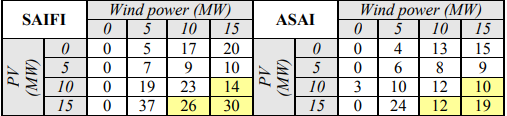 SAIFI Wind power (MW) ASAI Wind power (MW)
0 5 10 15 0 5 10 15
PV (MW) 0 0 5 17 20 PV (MW) 0 0 4 13 15
5 0 7 9 10 5 0 6 8 9
10 0 19 23 14 10 3 10 12 10
15 0 37 26 30 15 0 24 12 19